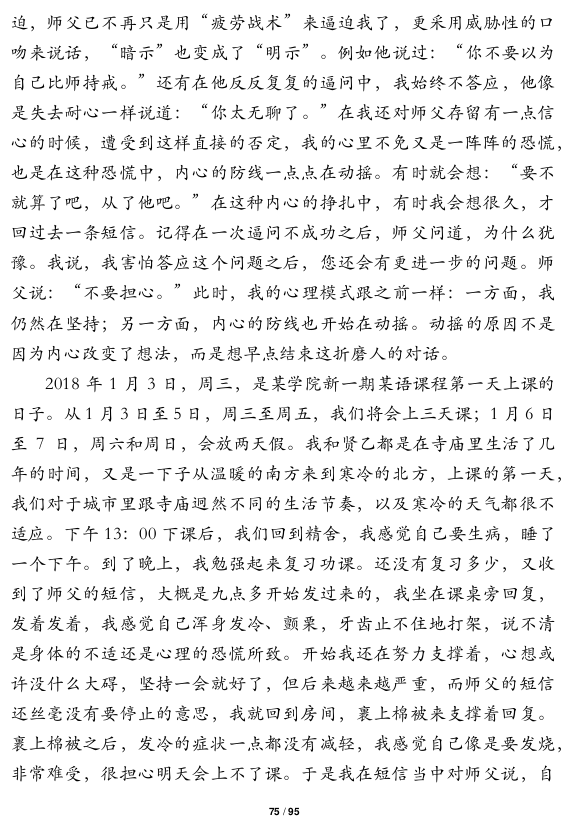 迫，师父已不再只是用“疲劳战术”来逼迫我了，更采用威胁性的口
吻来说话，“暗示”也变成了“明示”。例如他说过：“你不要以为
自己比师持戒。”还有在他反反复复的逼问中，我始终不答应，他像
是失去耐心一样说道：“你太无聊了。”在我还对师父存留有一点信
心的时候，遭受到这样直接的否定，我的心里不免又是一阵阵的恐慌，
也是在这种恐慌中，内心的防线一点点在动摇。有时就会想：“要不
就算了吧，从了他吧。”在这种内心的挣扎中，有时我会想很久，才
回过去一条短信。记得在一次逼问不成功之后，师父问道，为什么犹
豫。我说，我害怕答应这个问题之后，您还会有更进一步的问题。师
父说：“不要担心。”此时，我的心理模式跟之前一样：一方面，我
仍然在坚持；另一方面，内心的防线也开始在动摇。动摇的原因不是
因为内心改变了想法，而是想早点结束这折磨人的对话。
2018 年 1 月 3 日，周三，是某学院新一期某语课程第一天上课的
日子。从1月3日至5日，周三至周五，我们将会上三天课；1月6日
至 7 日，周六和周日，会放两天假。我和贤乙都是在寺庙里生活了几
年的时间，又是一下子从温暖的南方来到寒冷的北方，上课的第一天，
我们对于城市里跟寺庙迥然不同的生活节奏，以及寒冷的天气都很不
适应。下午13：00下课后，我们回到精舍，我感觉自己要生病，睡了
一个下午。到了晚上，我勉强起来复习功课。还没有复习多少，又收
到了师父的短信，大概是九点多开始发过来的，我坐在课桌旁回复，
发着发着，我感觉自己浑身发冷、颤栗，牙齿止不住地打架，说不清
是身体的不适还是心理的恐慌所致。开始我还在努力支撑着，心想或
许没什么大碍，坚持一会就好了，但后来越来越严重，而师父的短信
还丝毫没有要停止的意思，我就回到房间，裹上棉被来支撑着回复。
裹上棉被之后，发冷的症状一点都没有减轻，我感觉自己像是要发烧，
非常难受，很担心明天会上不了课。于是我在短信当中对师父说，自
75 / 95